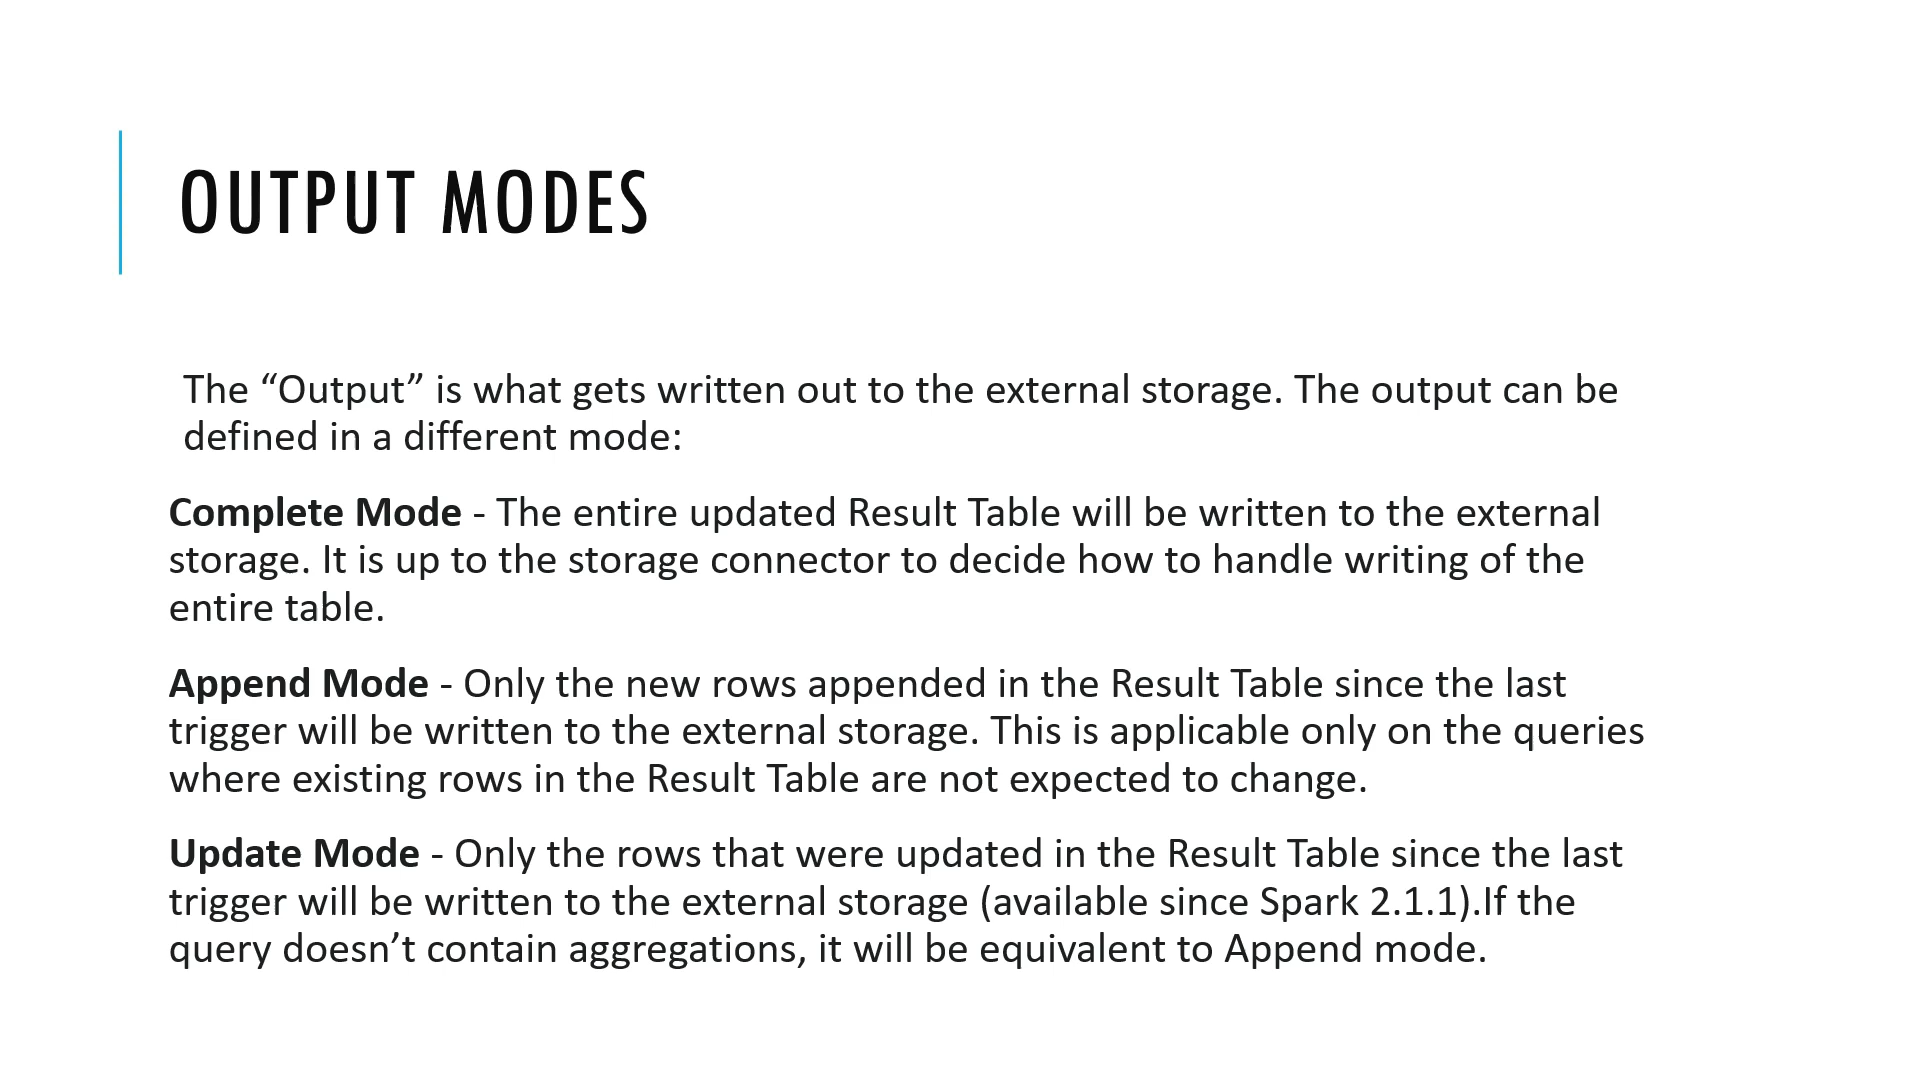 OUTPUT MODES
The “Output” is what gets written out to the external storage. The output can be
defined in a different mode:
Complete Mode - The entire updated Result Table will be written to the external
storage. It is up to the storage connector to decide how to handle writing of the
entire table.
Append Mode - Only the new rows appended in the Result Table since the last
trigger will be written to the external storage. This is applicable only on the queries
where existing rows in the Result Table are not expected to change.
Update Mode - Only the rows that were updated in the Result Table since the last
trigger will be written to the external storage (available since Spark 2.1.1).If the
query doesn’t contain aggregations, it will be equivalent to Append mode.